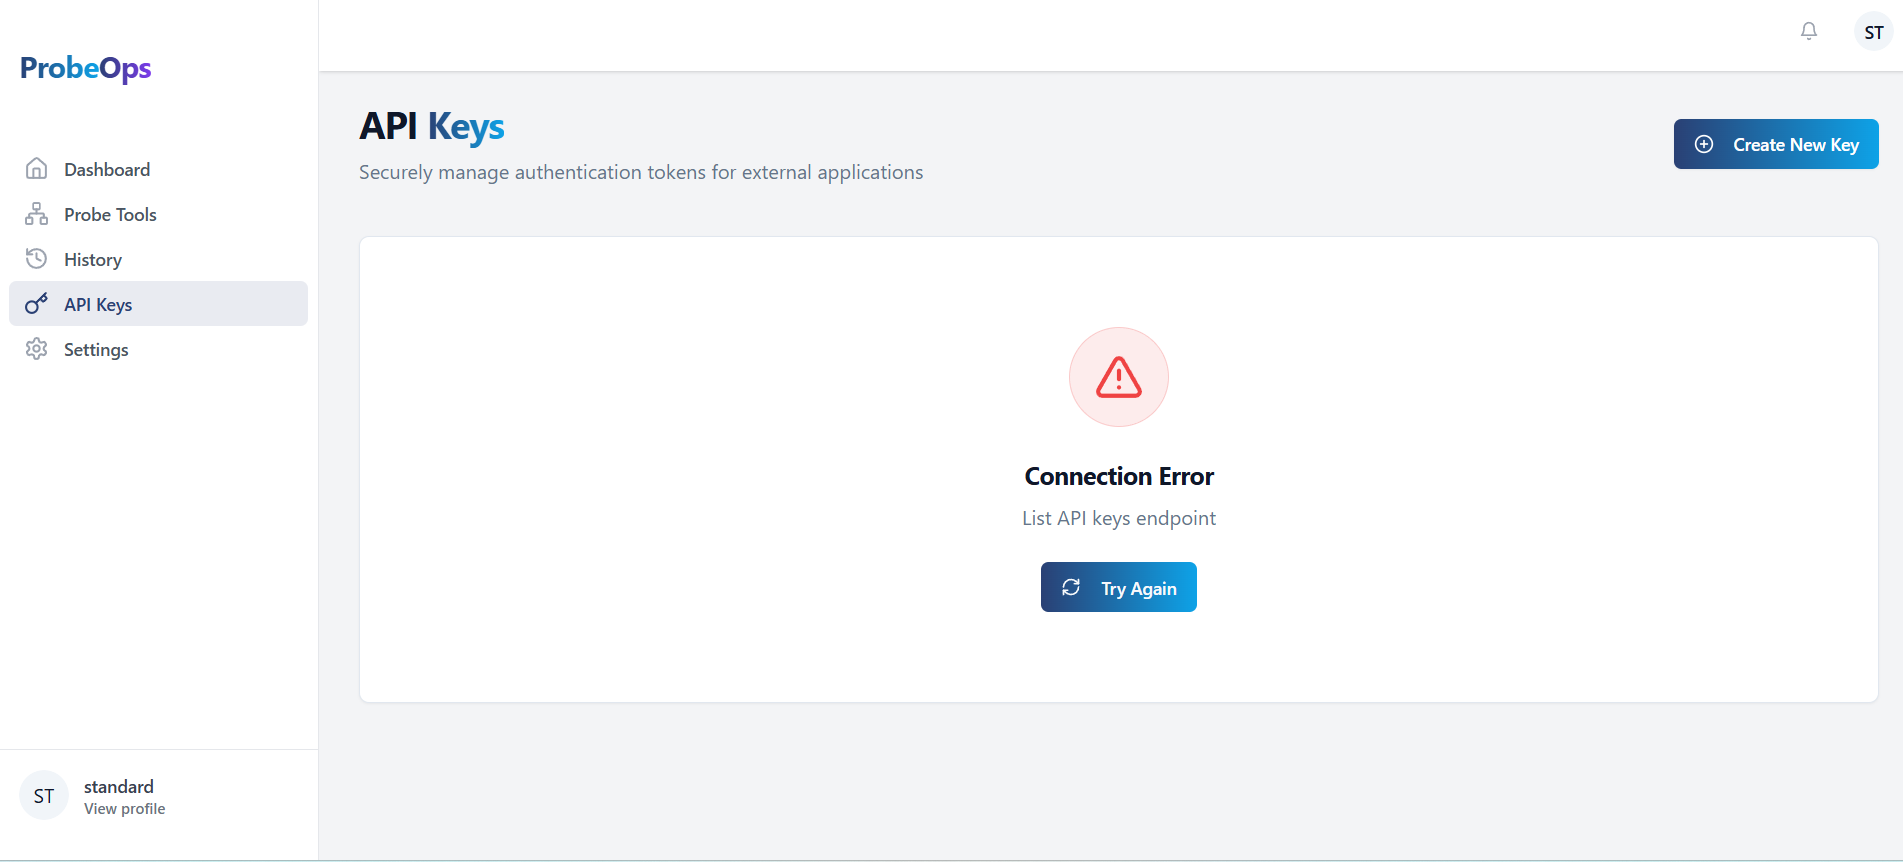 ProbeOps
Dashboard
Probe Tools
History
API Keys
Settings
standard
View profile
ST
ST
API Keys
Securely manage authentication tokens for external applications
Create New Key
Connection Error
List API keys endpoint
Try Again